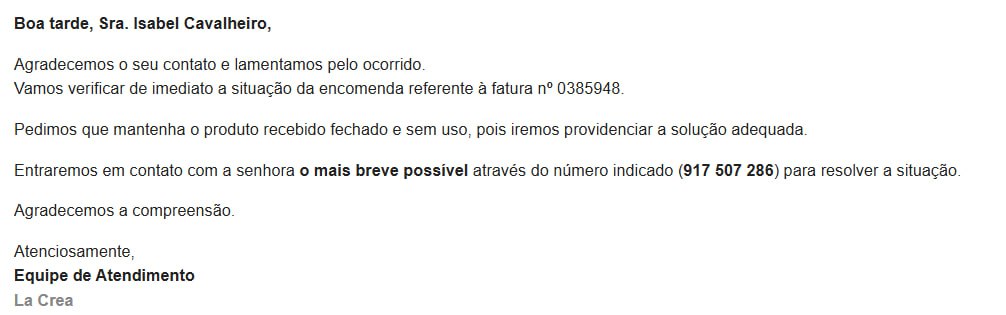 Boa tarde, Sra. Isabel Cavalheiro,
Agradecemos o seu contato e lamentamos pelo ocorrido.
Vamos verificar de imediato a situação da encomenda referente à fatura nº 0385948.
Pedimos que mantenha o produto recebido fechado e sem uso, pois iremos providenciar a solução adequada.
Entraremos em contato com a senhora o mais breve possível através do número indicado (917 507 286) para resolver a situação.
Agradecemos a compreensão.
Atenciosamente,
Equipe de Atendimento
La Crea